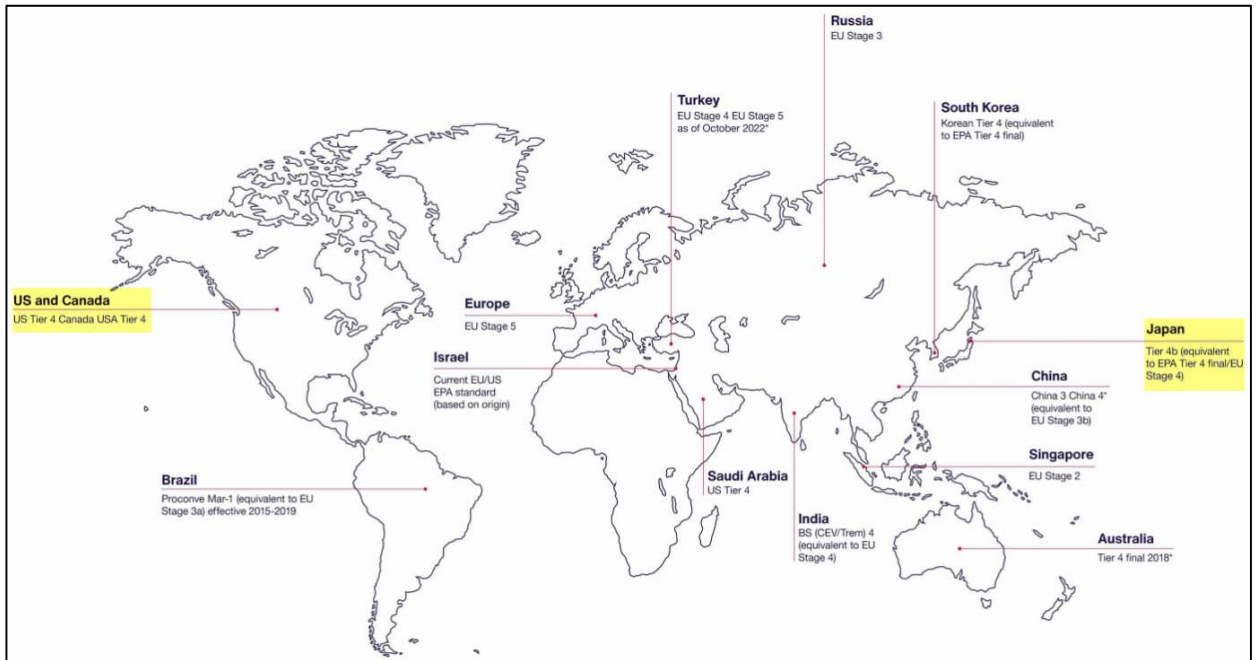 Russia
EU Stage 3
Turkey
EU Stage 4 EU Stage 5
as of October 2022*
South Korea
Korean Tier 4 (equivalent
to EPA Tier 4 final)
US and Canada
US Tier 4 Canada USA Tier 4
Europe
EU Stage 5
Israel
Current EU/US
EPA standard
(based on origin)
Japan
Tier 4b (equivalent
to EPA Tier 4 final/EU
Stage 4)
China
China 3 China 4*
(equivalent to
EU Stage 3b)
Singapore
EU Stage 2
Brazil
Proconve Mar-1 (equivalent to EU
Stage 3a) effective 2015-2019
Saudi Arabia
US Tier 4
India
BS (CEV/Trem) 4
(equivalent to EU
Stage 4)
Australia
Tier 4 final 2018*